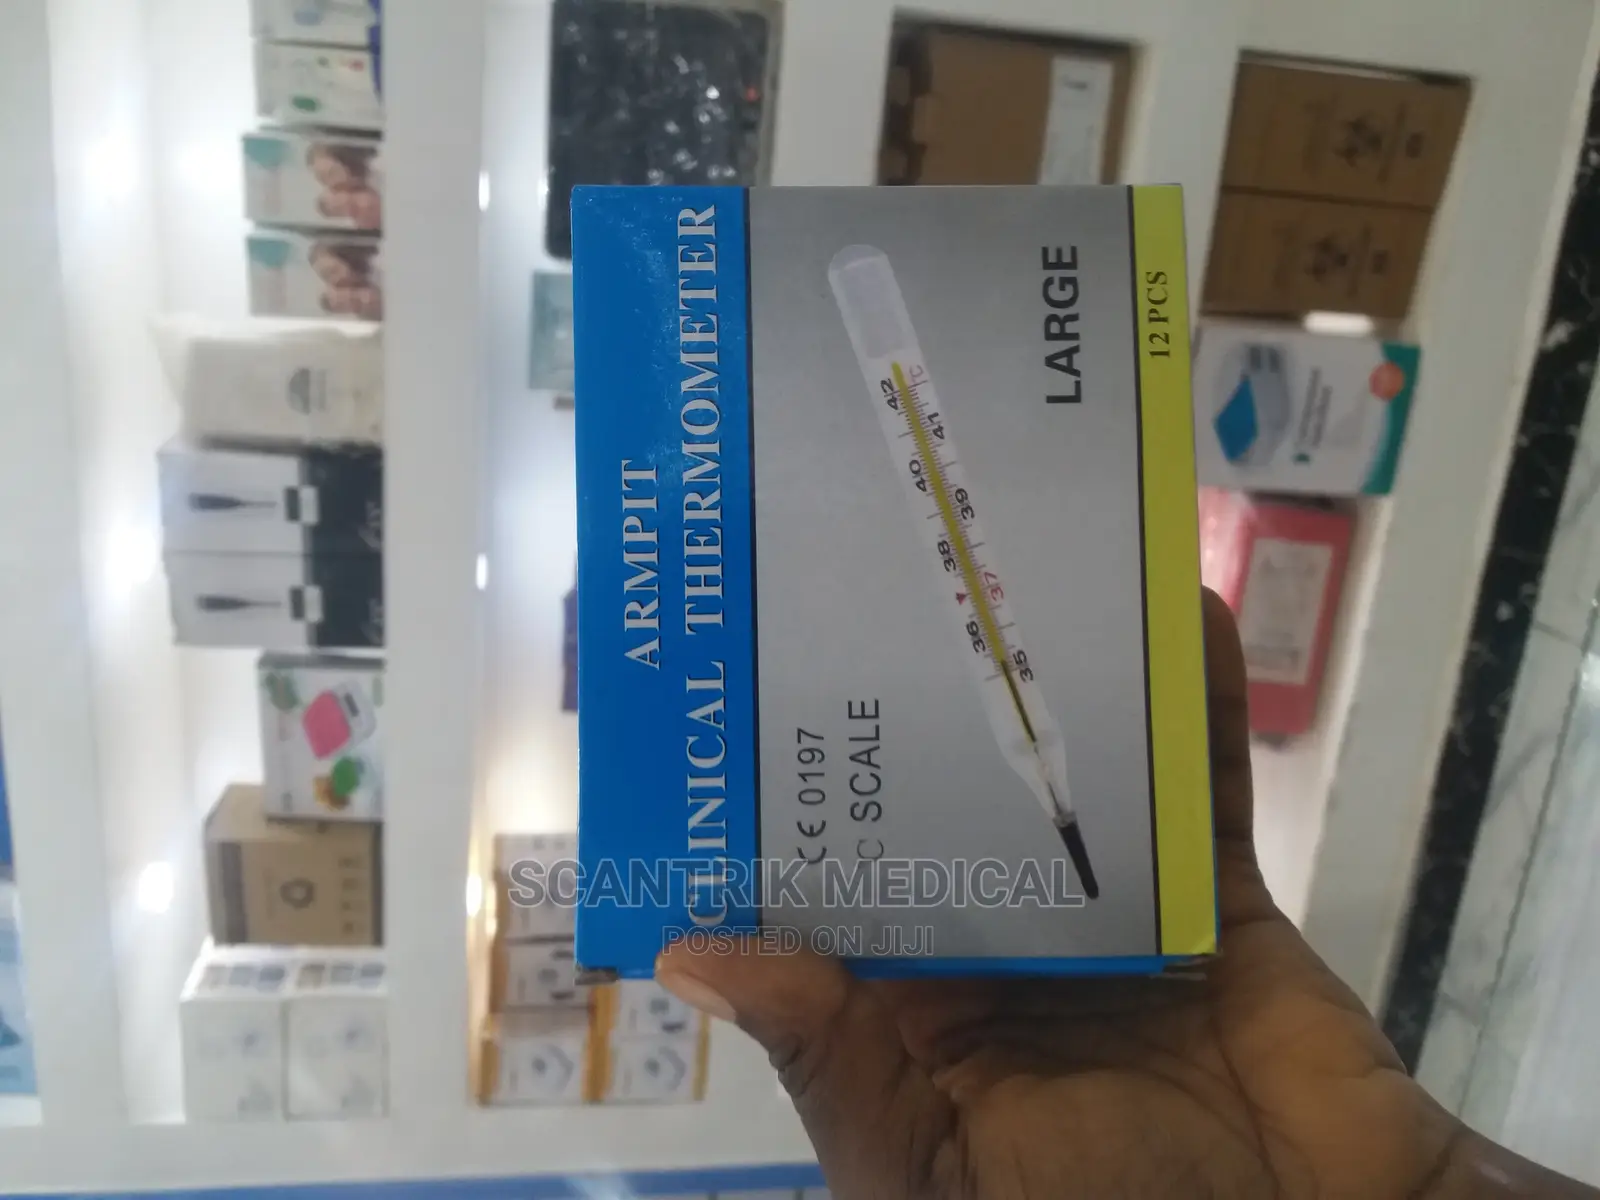 ARMPIT
CLINICAL THERMOMETER
CE 0197
C SCALE
42
°C
41
40
39
38
37
36
35
LARGE
12 PCS
SCANTRIK MEDICAL
POSTED ON JIJI